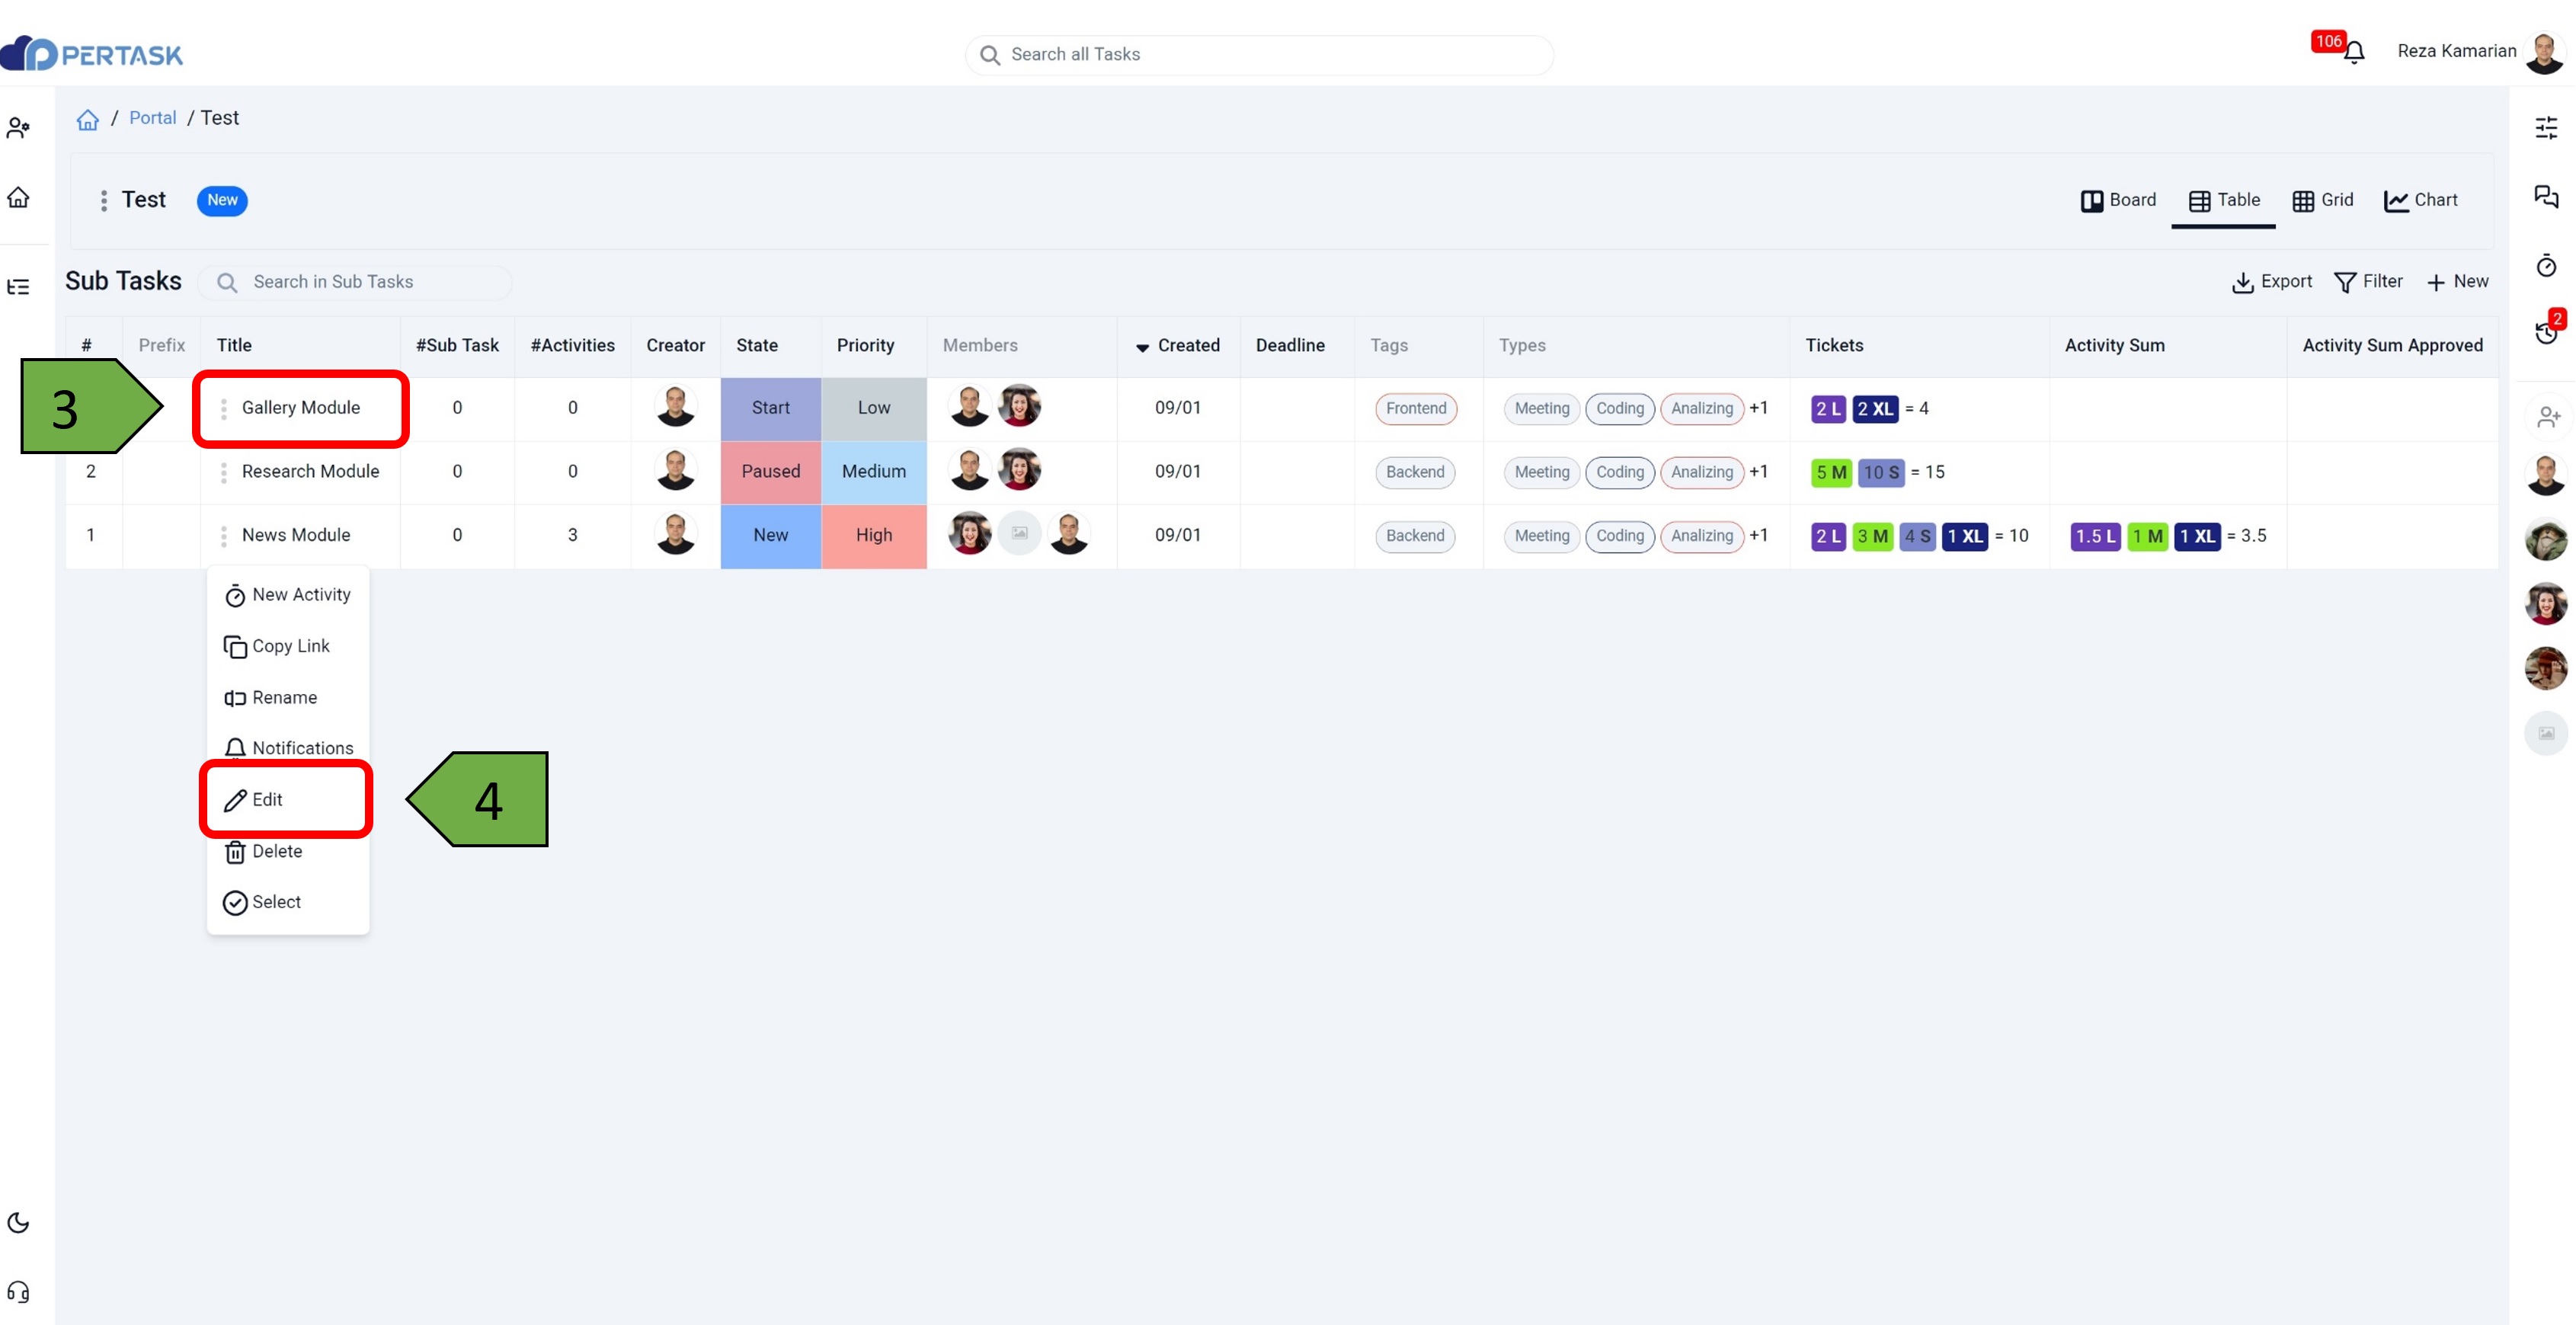 PERTASK
Search all Tasks
106
Reza Kamarian
/ Portal / Test
Test New
Board Table Grid Chart
Sub Tasks Search in Sub Tasks
Export Filter + New
2
# Prefix Title #Sub Task #Activities Creator State Priority Members Created Deadline Tags Types Tickets Activity Sum Activity Sum Approved
3
Gallery Module 0 0 Start Low 09/01 Frontend Meeting Coding Analizing +1 2 L 2 XL = 4
2 Research Module 0 0 Paused Medium 09/01 Backend Meeting Coding Analizing +1 5 M 10 S = 15
1 News Module 0 3 New High 09/01 Backend Meeting Coding Analizing +1 2 L 3 M 4 S 1 XL = 10 1.5 L 1 M 1 XL = 3.5
New Activity
Copy Link
Rename
Notifications
Edit
4
Delete
Select